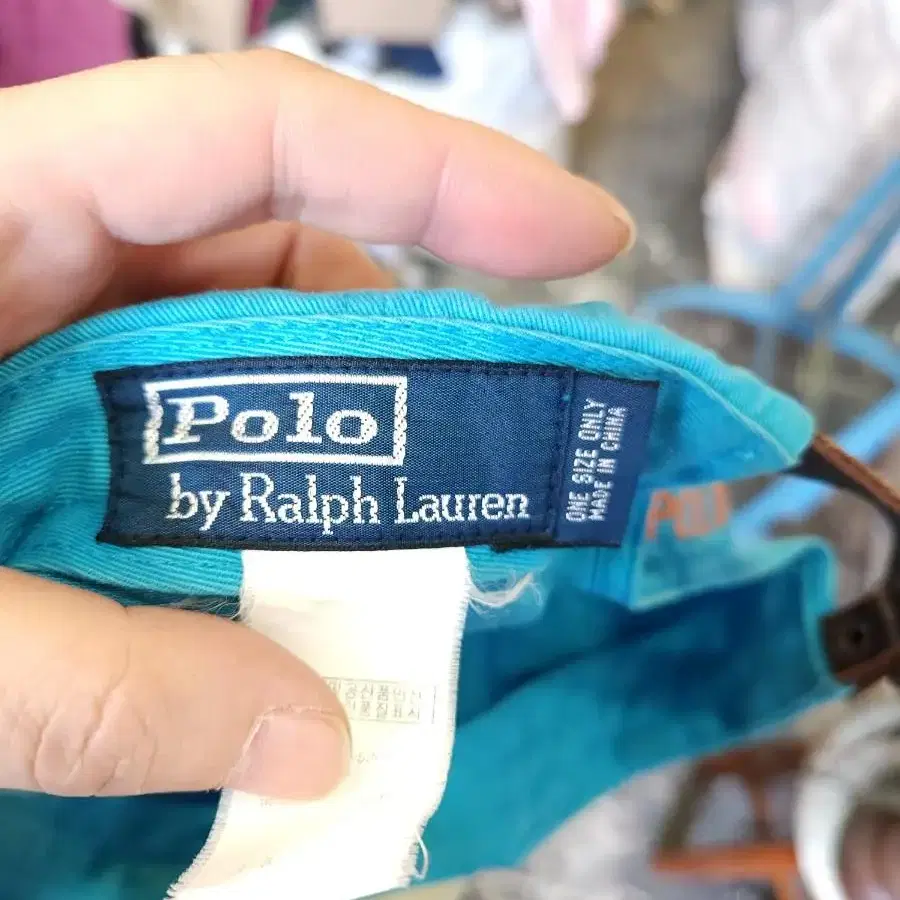 Polo
by Ralph Lauren
ONE SIZE ONLY
MADE IN CHINA